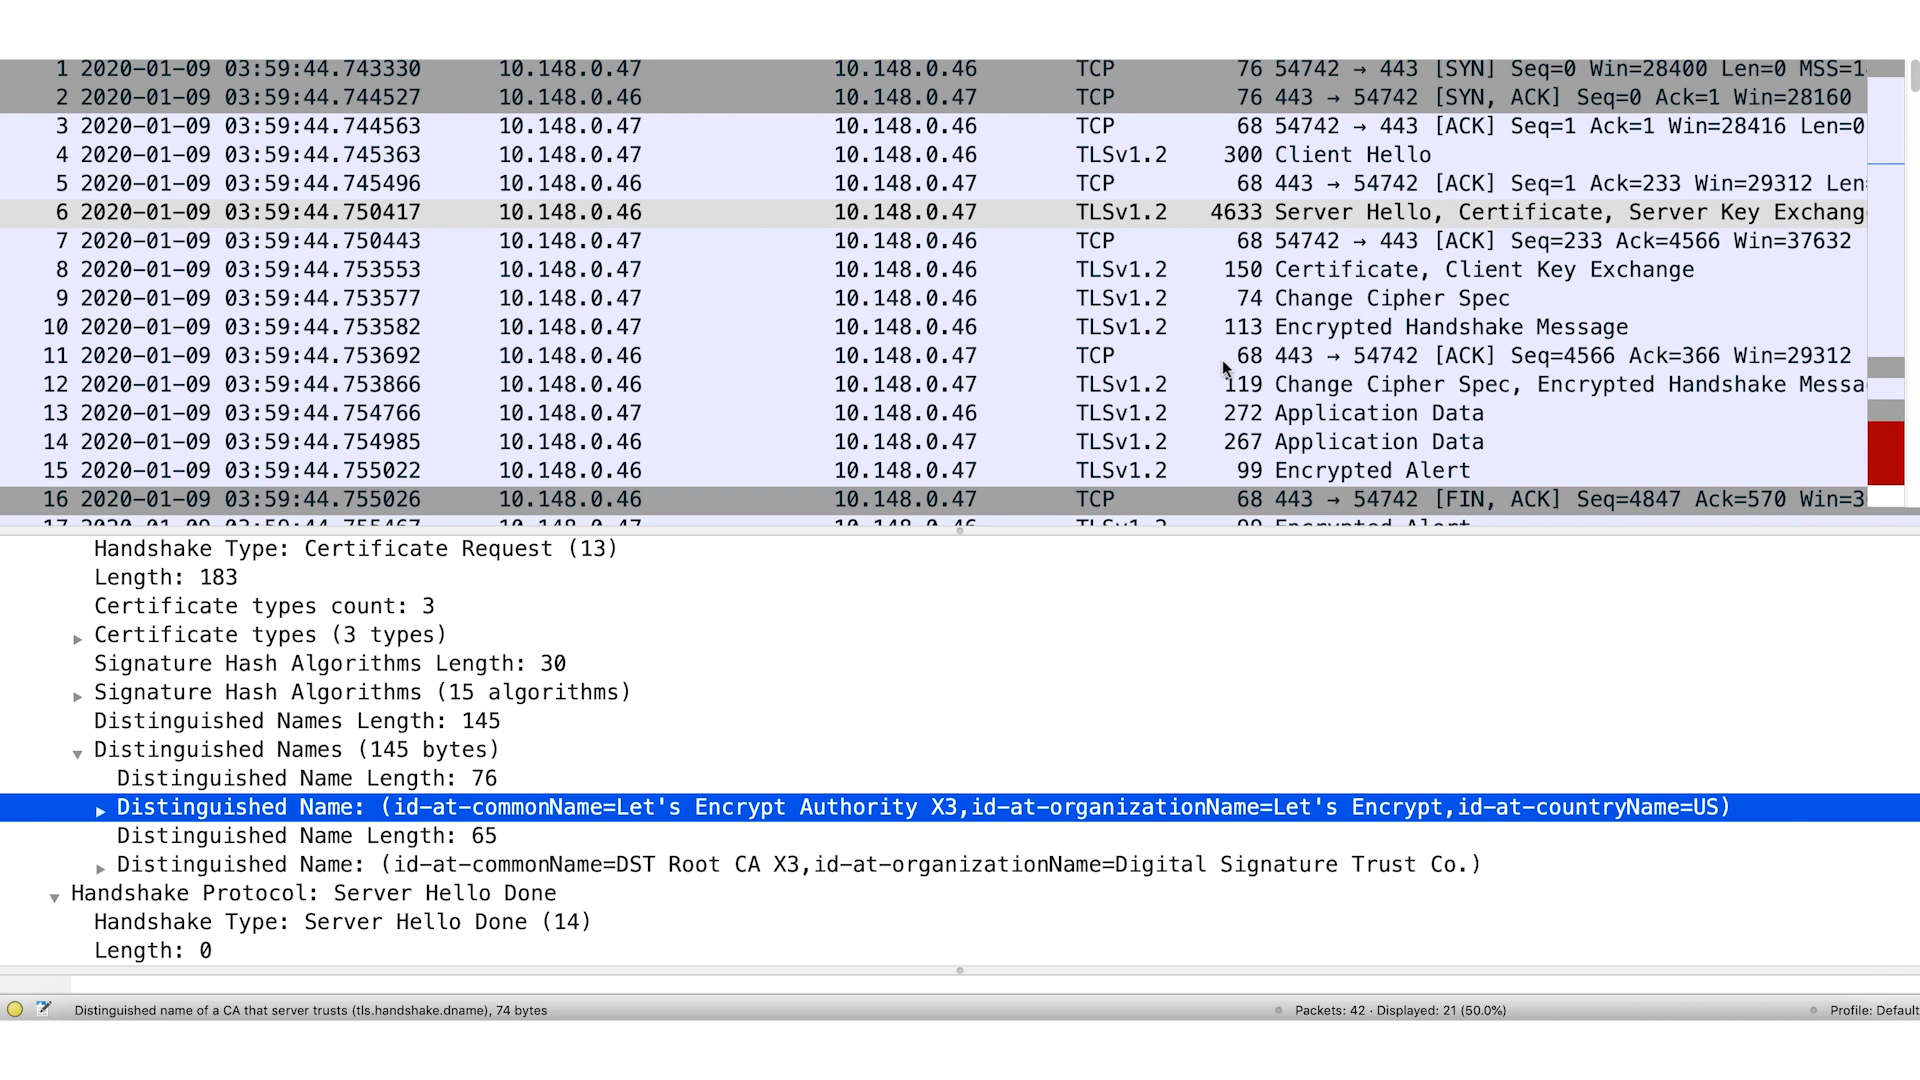 1 2020-01-09 03:59:44.743330 10.148.0.47 10.148.0.46 TCP 76 54742 → 443 [SYN] Seq=0 Win=28400 Len=0 MSS=1
2 2020-01-09 03:59:44.744527 10.148.0.46 10.148.0.47 TCP 76 443 → 54742 [SYN, ACK] Seq=0 Ack=1 Win=28160
3 2020-01-09 03:59:44.744563 10.148.0.47 10.148.0.46 TCP 68 54742 → 443 [ACK] Seq=1 Ack=1 Win=28416 Len=0
4 2020-01-09 03:59:44.745363 10.148.0.47 10.148.0.46 TLSv1.2 300 Client Hello
5 2020-01-09 03:59:44.745496 10.148.0.46 10.148.0.47 TCP 68 443 → 54742 [ACK] Seq=1 Ack=233 Win=29312 Len
6 2020-01-09 03:59:44.750417 10.148.0.46 10.148.0.47 TLSv1.2 4633 Server Hello, Certificate, Server Key Exchang
7 2020-01-09 03:59:44.750443 10.148.0.47 10.148.0.46 TCP 68 54742 → 443 [ACK] Seq=233 Ack=4566 Win=37632
8 2020-01-09 03:59:44.753553 10.148.0.47 10.148.0.46 TLSv1.2 150 Certificate, Client Key Exchange
9 2020-01-09 03:59:44.753577 10.148.0.47 10.148.0.46 TLSv1.2 74 Change Cipher Spec
10 2020-01-09 03:59:44.753582 10.148.0.47 10.148.0.46 TLSv1.2 113 Encrypted Handshake Message
11 2020-01-09 03:59:44.753692 10.148.0.46 10.148.0.47 TCP 68 443 → 54742 [ACK] Seq=4566 Ack=366 Win=29312
12 2020-01-09 03:59:44.753866 10.148.0.46 10.148.0.47 TLSv1.2 119 Change Cipher Spec, Encrypted Handshake Messa
13 2020-01-09 03:59:44.754766 10.148.0.47 10.148.0.46 TLSv1.2 272 Application Data
14 2020-01-09 03:59:44.754985 10.148.0.46 10.148.0.47 TLSv1.2 267 Application Data
15 2020-01-09 03:59:44.755022 10.148.0.46 10.148.0.47 TLSv1.2 99 Encrypted Alert
16 2020-01-09 03:59:44.755026 10.148.0.46 10.148.0.47 TCP 68 443 → 54742 [FIN, ACK] Seq=4847 Ack=570 Win=3
17 2020-01-09 03:59:44.755467 10.148.0.47 10.148.0.46 TLSv1.2 99 Encrypted Alert
Handshake Type: Certificate Request (13)
Length: 183
Certificate types count: 3
Certificate types (3 types)
Signature Hash Algorithms Length: 30
Signature Hash Algorithms (15 algorithms)
Distinguished Names Length: 145
Distinguished Names (145 bytes)
Distinguished Name Length: 76
Distinguished Name: (id-at-commonName=Let's Encrypt Authority X3,id-at-organizationName=Let's Encrypt,id-at-countryName=US)
Distinguished Name Length: 65
Distinguished Name: (id-at-commonName=DST Root CA X3,id-at-organizationName=Digital Signature Trust Co.)
Handshake Protocol: Server Hello Done
Handshake Type: Server Hello Done (14)
Length: 0
Distinguished name of a CA that server trusts (tls.handshake.dname), 74 bytes Packets: 42 · Displayed: 21 (50.0%) Profile: Default